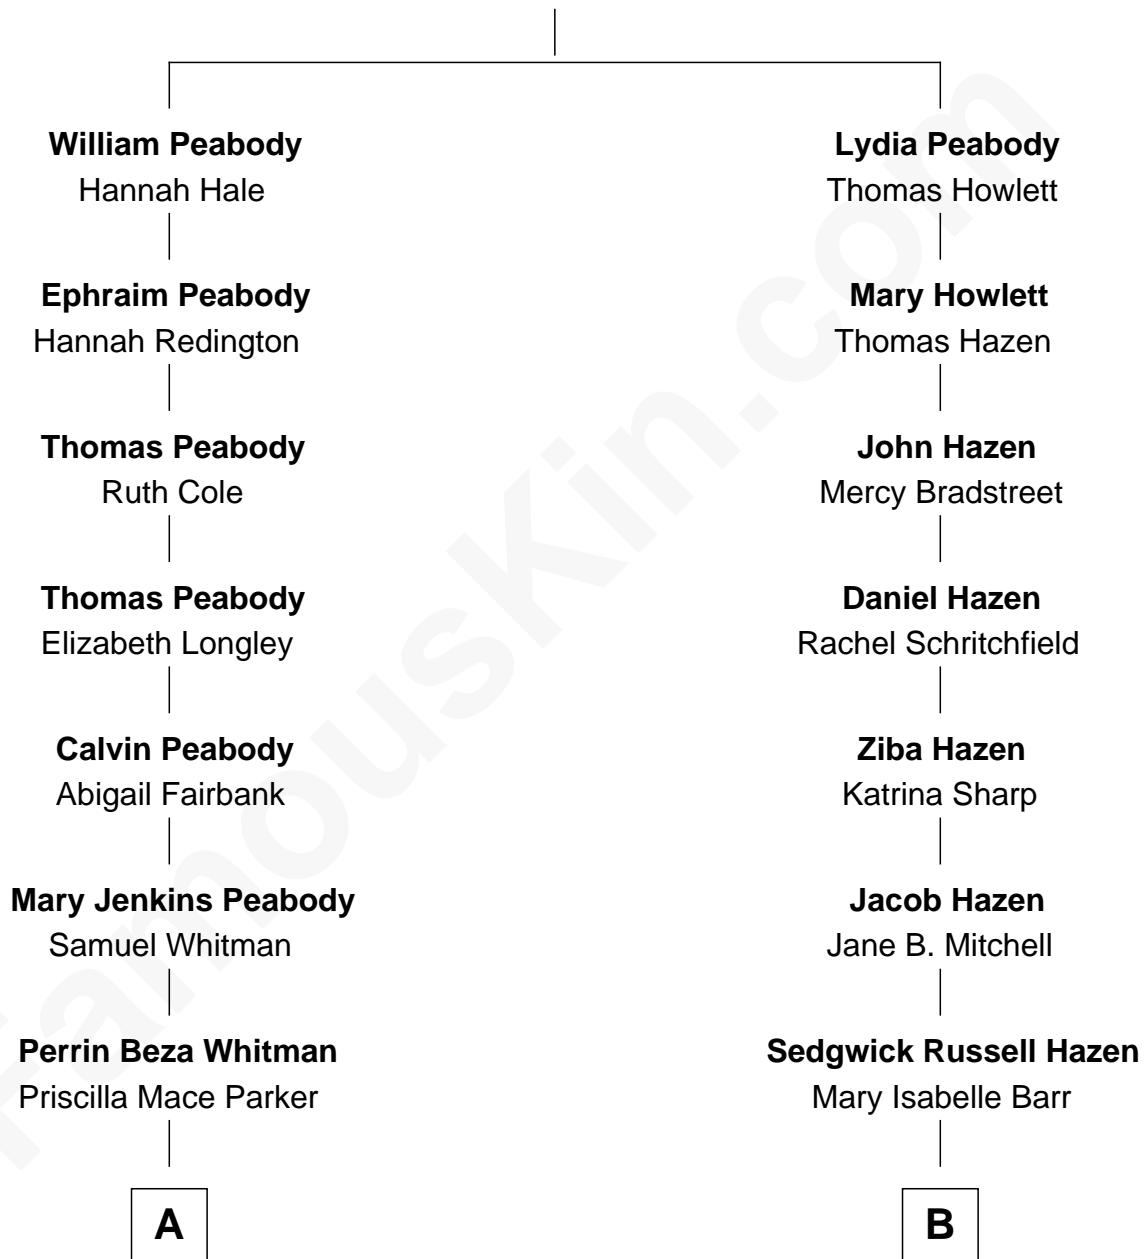 William Peabody
Hannah Hale
Ephraim Peabody
Hannah Redington
Thomas Peabody
Ruth Cole
Thomas Peabody
Elizabeth Longley
Calvin Peabody
Abigail Fairbank
Mary Jenkins Peabody
Samuel Whitman
Perrin Beza Whitman
Priscilla Mace Parker
A
Lydia Peabody
Thomas Howlett
Mary Howlett
Thomas Hazen
John Hazen
Mercy Bradstreet
Daniel Hazen
Rachel Schritchfield
Ziba Hazen
Katrina Sharp
Jacob Hazen
Jane B. Mitchell
Sedgwick Russell Hazen
Mary Isabelle Barr
B
FamousKin.com